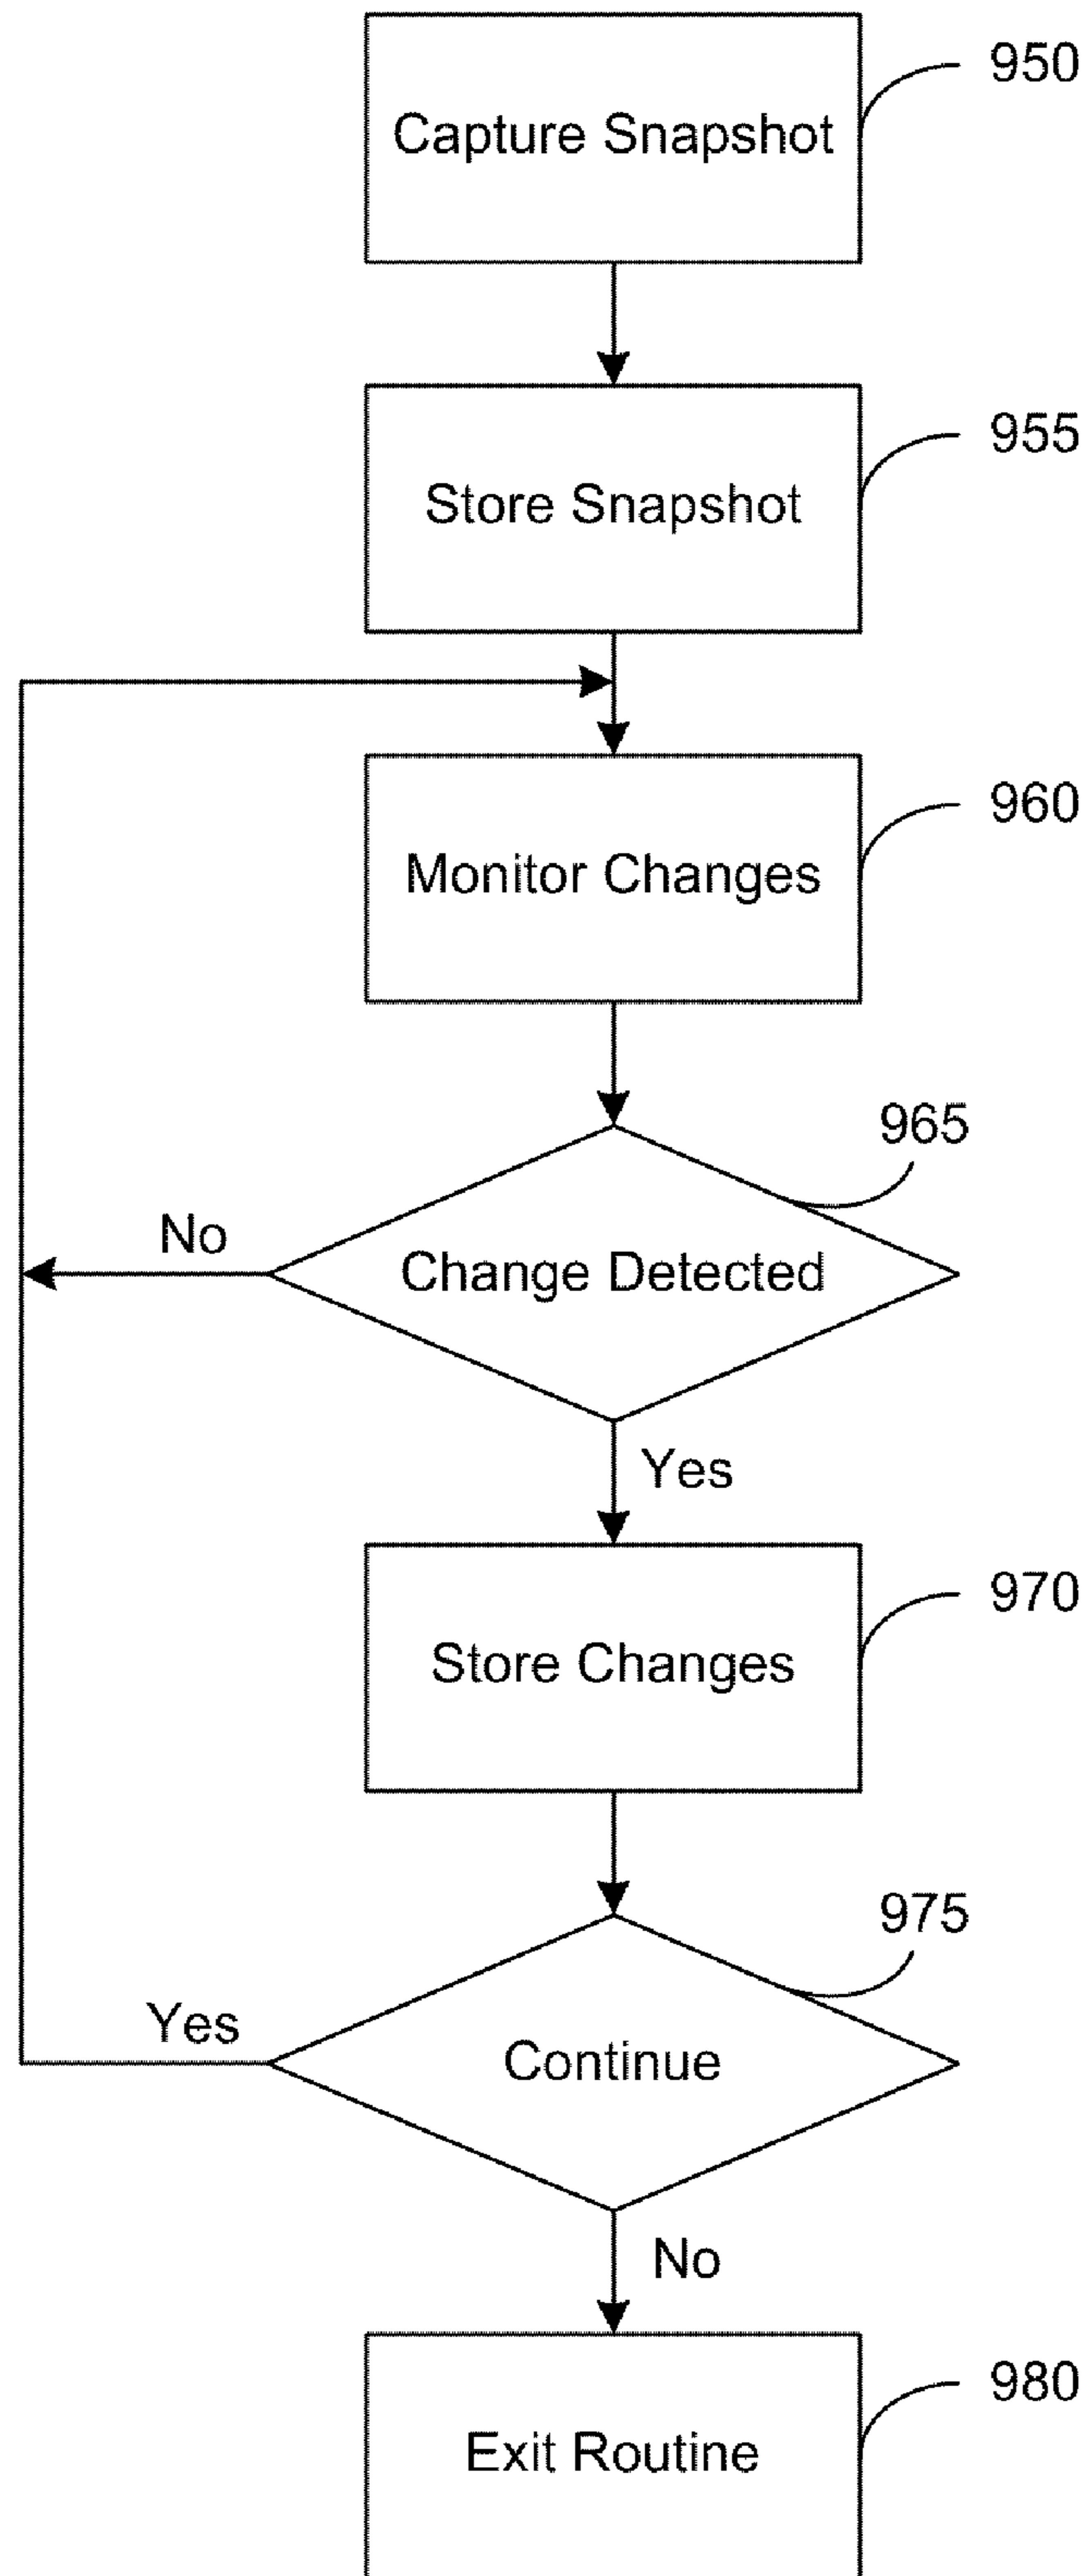 950
Capture Snapshot
955
Store Snapshot
960
Monitor Changes
965
No
Change Detected
Yes
970
Store Changes
975
Yes
Continue
No
980
Exit Routine